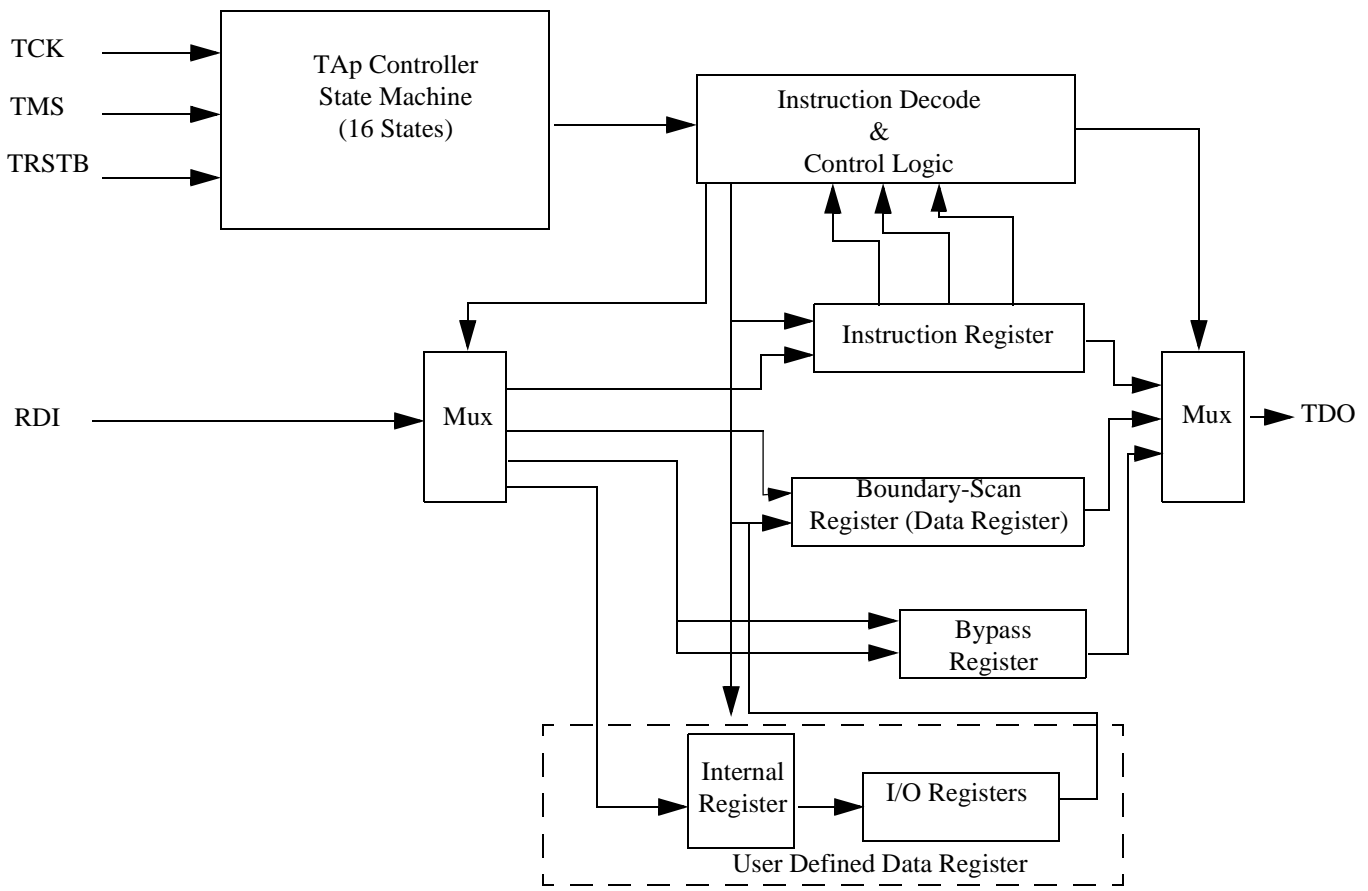 TCK
TMS
TRSTB
TAp Controller
State Machine
(16 States)
Instruction Decode
&
Control Logic
Instruction Register
RDI
Mux
Mux
TDO
Boundary-Scan
Register (Data Register)
Bypass
Register
Internal
Register
I/O Registers
User Defined Data Register